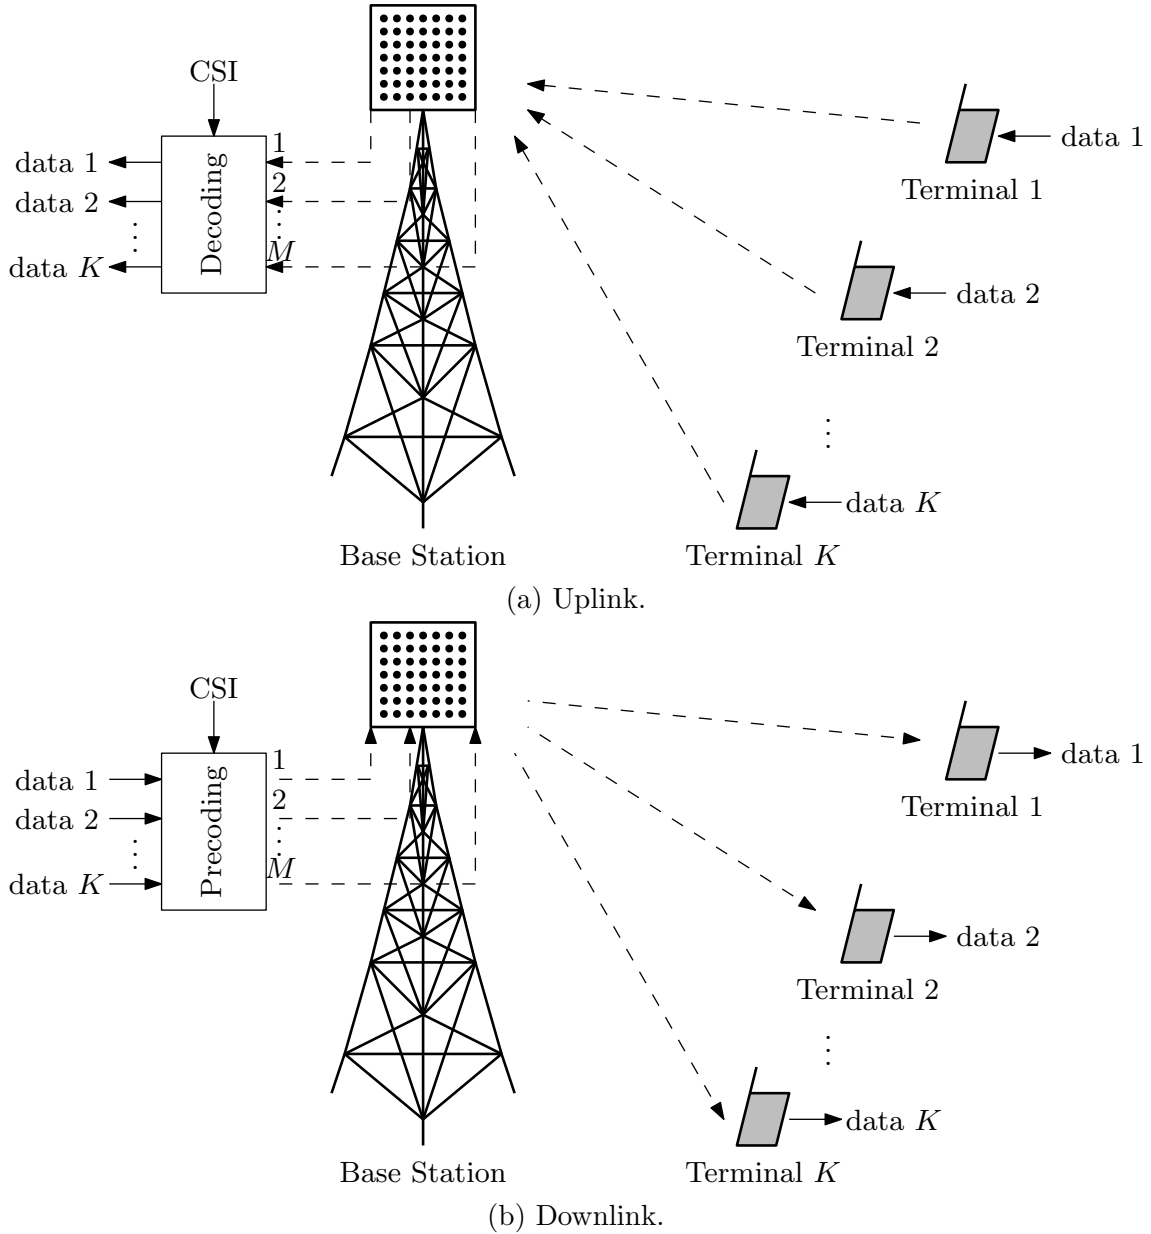 CSI
Decoding
data 1
data 2
⋮
data K
1
2
⋮
M
Base Station
data 1
Terminal 1
data 2
Terminal 2
⋮
data K
Terminal K
(a) Uplink.
CSI
Precoding
data 1
data 2
⋮
data K
1
2
⋮
M
Base Station
data 1
Terminal 1
data 2
Terminal 2
⋮
data K
Terminal K
(b) Downlink.